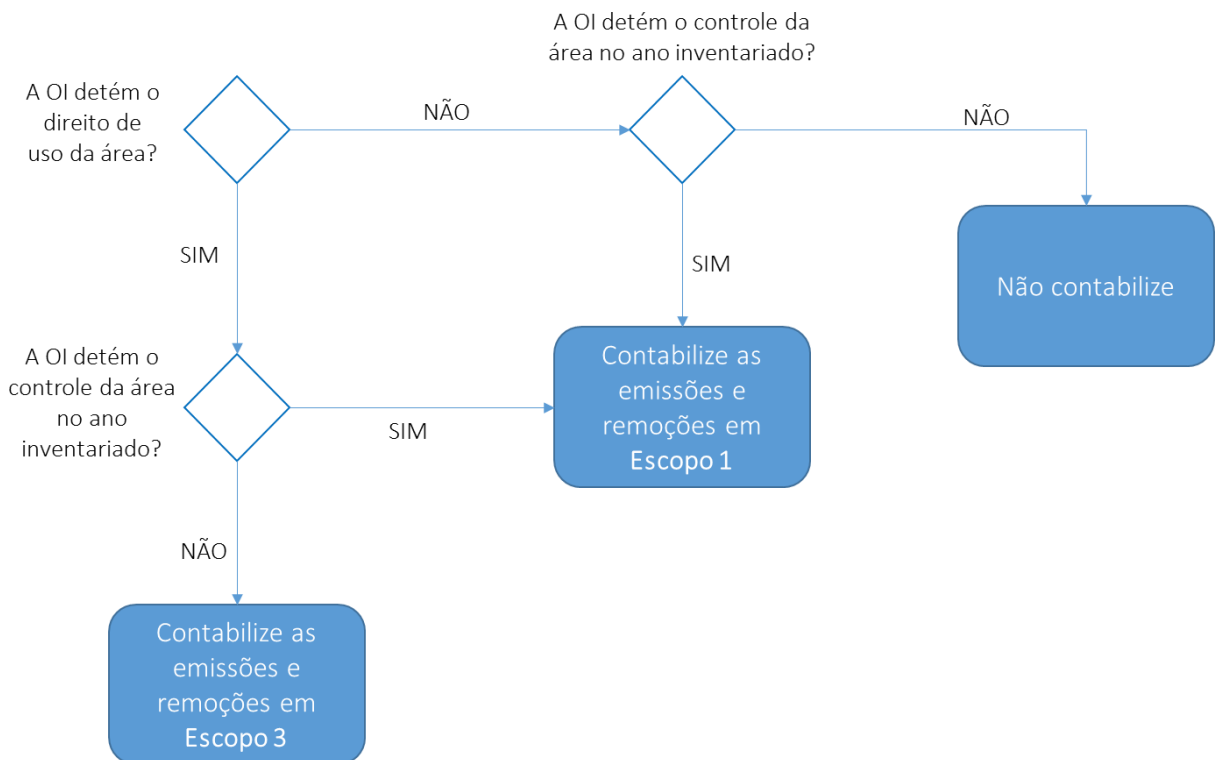 A OI detém o controle da
área no ano inventariado?
A OI detém o
direito de
uso da área?
NÃO
NÃO
SIM
SIM
Não contabilize
A OI detém o
controle da área
no ano
inventariado?
SIM
Contabilize as
emissões e
remoções em
Escopo 1
NÃO
Contabilize as
emissões e
remoções em
Escopo 3